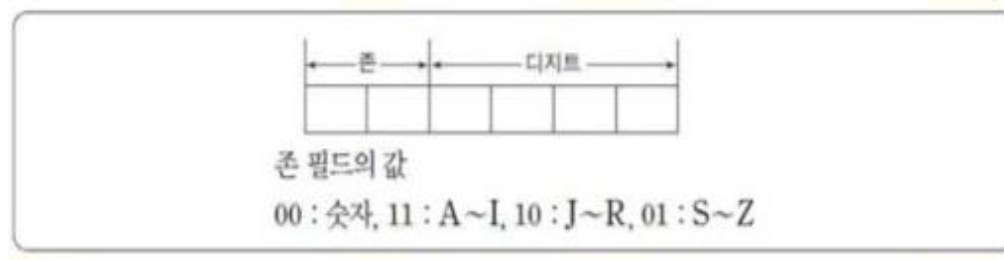 존 디지트
존 필드의 값
00 : 숫자, 11 : A~I, 10 : J~R, 01 : S~Z